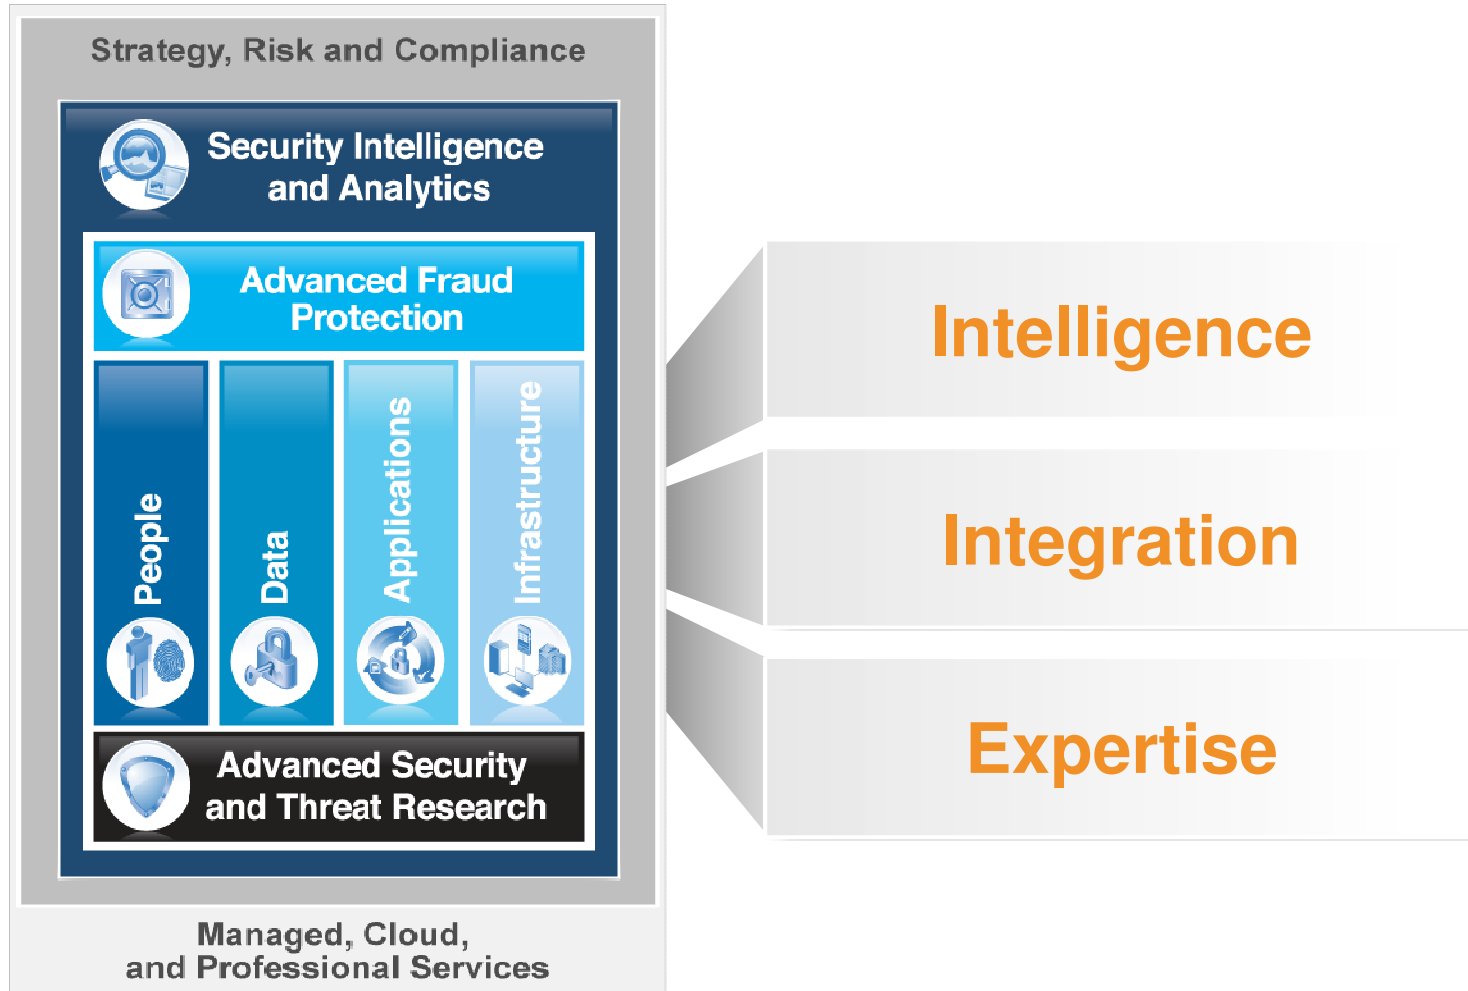 Strategy, Risk and Compliance
Security Intelligence
and Analytics
Advanced Fraud
Protection
People
Data
Applications
Infrastructure
Advanced Security
and Threat Research
Managed, Cloud,
and Professional Services
Intelligence
Integration
Expertise